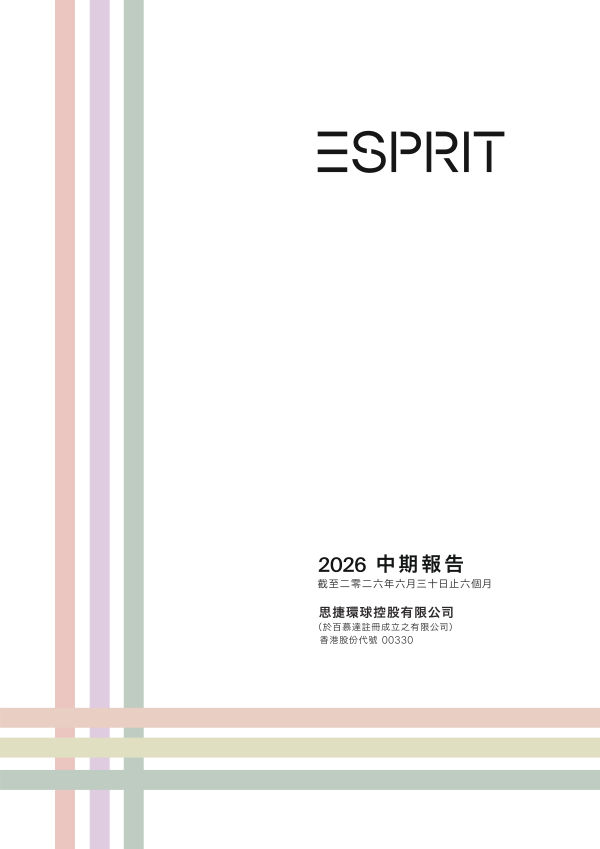 ESPRIT
2026 中期報告
截至二零二六年六月三十日止六個月
思捷環球控股有限公司
(於百慕達註冊成立之有限公司)
香港股份代號 00330